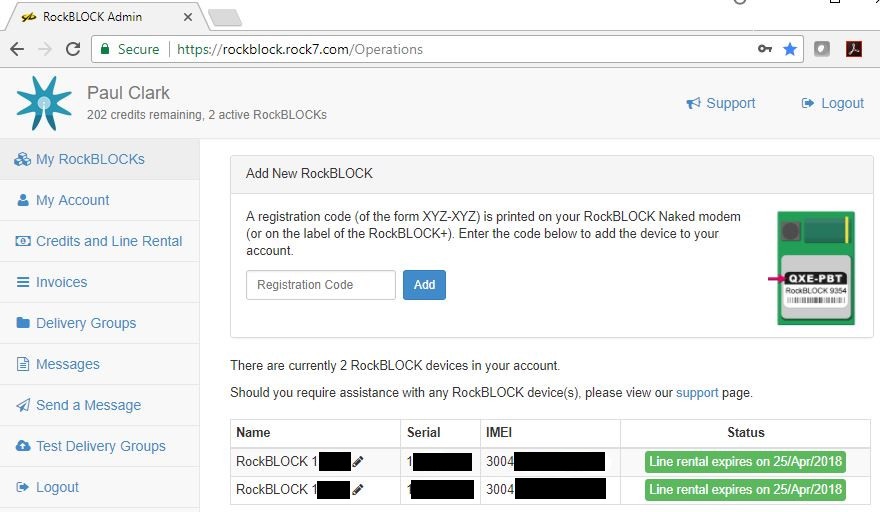 RockBLOCK Admin
Secure https://rockblock.rock7.com/Operations
Paul Clark
202 credits remaining, 2 active RockBLOCKs
Support
Logout
My RockBLOCKs
My Account
Credits and Line Rental
Invoices
Delivery Groups
Messages
Send a Message
Test Delivery Groups
Logout
Add New RockBLOCK
A registration code (of the form XYZ-XYZ) is printed on your RockBLOCK Naked modem
(or on the label of the RockBLOCK+). Enter the code below to add the device to your
account.
Registration Code Add
QXE-PBT
RockBLOCK 9354
There are currently 2 RockBLOCK devices in your account.
Should you require assistance with any RockBLOCK device(s), please view our support page.
Name Serial IMEI Status
RockBLOCK 1 1 3004 Line rental expires on 25/Apr/2018
RockBLOCK 1 1 3004 Line rental expires on 25/Apr/2018